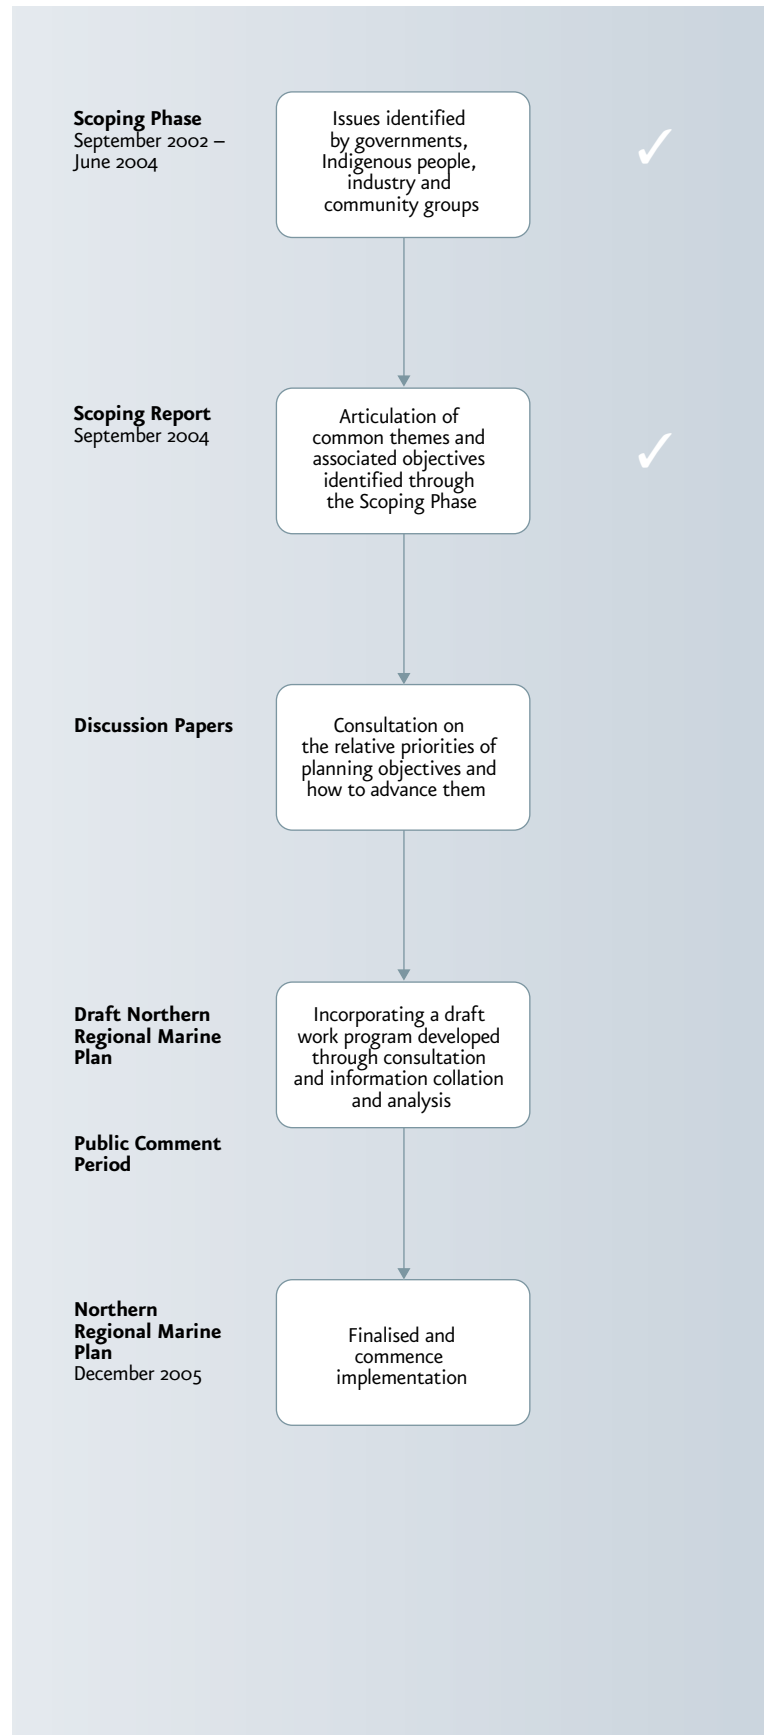 Scoping Phase
September 2002 –
June 2004
Issues identified
by governments,
Indigenous people,
industry and
community groups
✓
Scoping Report
September 2004
Articulation of
common themes and
associated objectives
identified through
the Scoping Phase
✓
Discussion Papers
Consultation on
the relative priorities of
planning objectives and
how to advance them
Draft Northern
Regional Marine
Plan
Incorporating a draft
work program developed
through consultation
and information collation
and analysis
Public Comment
Period
Northern
Regional Marine
Plan
December 2005
Finalised and
commence
implementation